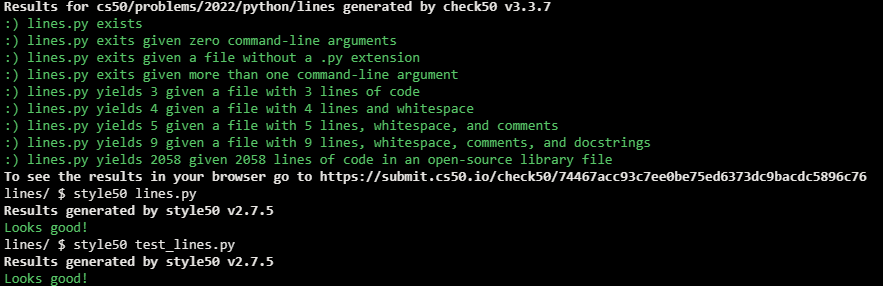 Results for cs50/problems/2022/python/lines generated by check50 v3.3.7
:) lines.py exists
:) lines.py exits given zero command-line arguments
:) lines.py exits given a file without a .py extension
:) lines.py exits given more than one command-line argument
:) lines.py yields 3 given a file with 3 lines of code
:) lines.py yields 4 given a file with 4 lines and whitespace
:) lines.py yields 5 given a file with 5 lines, whitespace, and comments
:) lines.py yields 9 given a file with 9 lines, whitespace, comments, and docstrings
:) lines.py yields 2058 given 2058 lines of code in an open-source library file
To see the results in your browser go to https://submit.cs50.io/check50/74467acc93c7ee0be75ed6373dc9bacdc5896c76
lines/ $ style50 lines.py
Results generated by style50 v2.7.5
Looks good!
lines/ $ style50 test_lines.py
Results generated by style50 v2.7.5
Looks good!